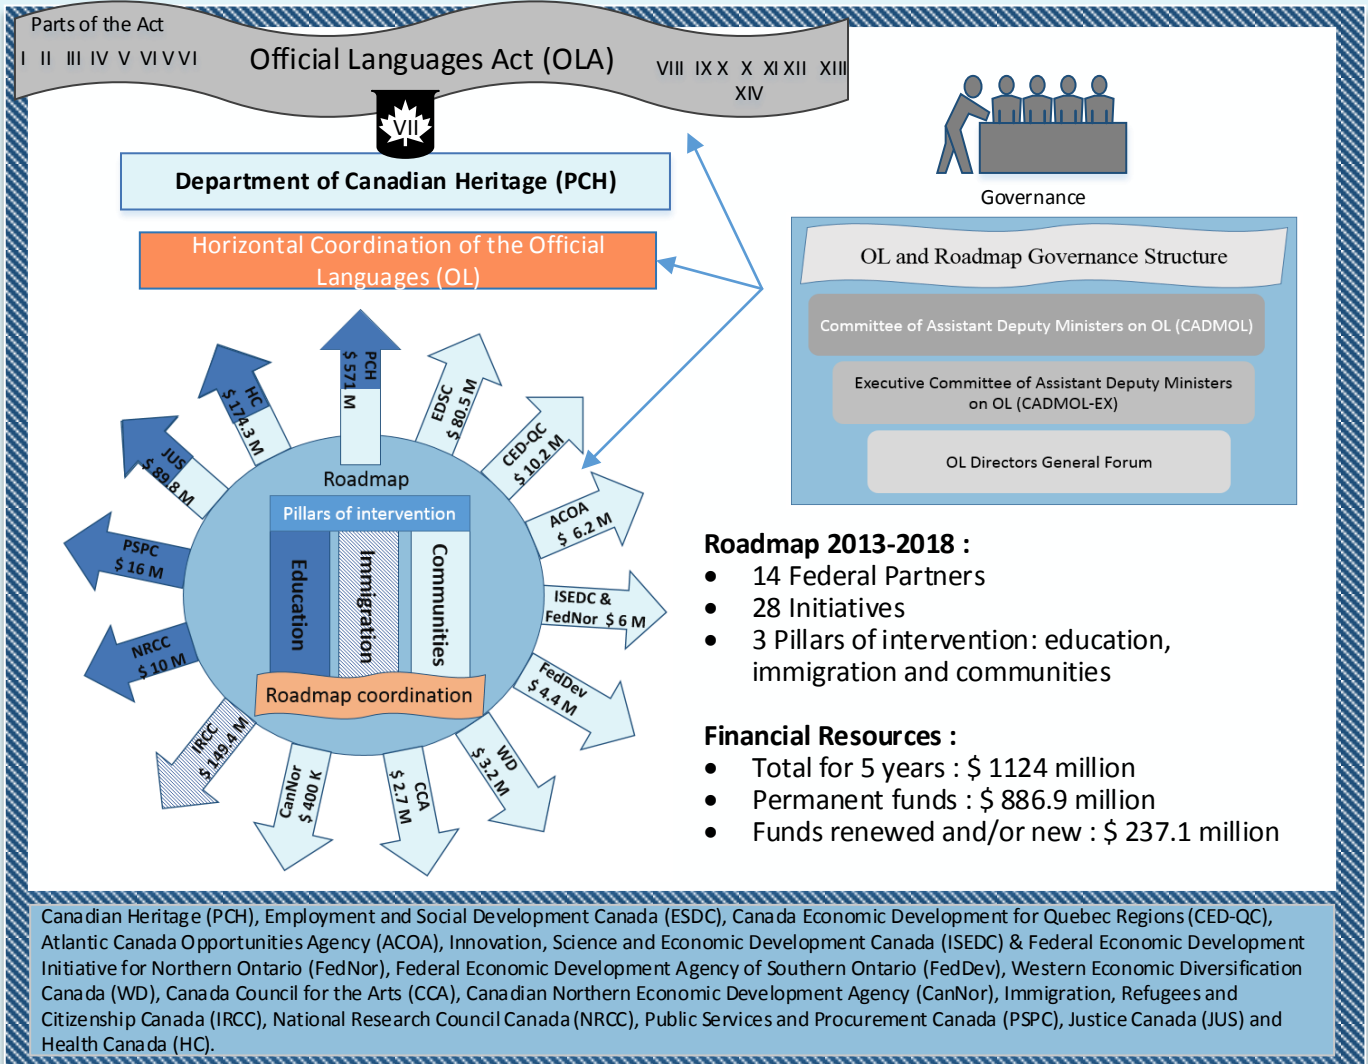 Parts of the Act
I II III IV V VI V VI
Official Languages Act (OLA)
VIII IX X X XI XII XIII
XIV
VII
Department of Canadian Heritage (PCH)
Horizontal Coordination of the Official
Languages (OL)
Governance
OL and Roadmap Governance Structure
Committee of Assistant Deputy Ministers on OL (CADMOL)
Executive Committee of Assistant Deputy Ministers
on OL (CADMOL-EX)
OL Directors General Forum
PCH
$ 571 M
EDSC
$ 80.5 M
CED-QC
$ 10.2 M
ACOA
$ 6.2 M
ISEDC &
FedNor $ 6 M
FedDev
$ 4.4 M
WD
$ 3.2 M
CCA
$ 2.7 M
CanNor
$ 400 K
IRCC
$ 149.4 M
NRCC
$ 10 M
PSPC
$ 16 M
JUS
$ 89.8 M
HC
$ 174.3 M
Roadmap
Pillars of intervention
Education
Immigration
Communities
Roadmap coordination
Roadmap 2013-2018 :
• 14 Federal Partners
• 28 Initiatives
• 3 Pillars of intervention: education,
immigration and communities
Financial Resources :
• Total for 5 years : $ 1124 million
• Permanent funds : $ 886.9 million
• Funds renewed and/or new : $ 237.1 million
Canadian Heritage (PCH), Employment and Social Development Canada (ESDC), Canada Economic Development for Quebec Regions (CED-QC),
Atlantic Canada Opportunities Agency (ACOA), Innovation, Science and Economic Development Canada (ISEDC) & Federal Economic Development
Initiative for Northern Ontario (FedNor), Federal Economic Development Agency of Southern Ontario (FedDev), Western Economic Diversification
Canada (WD), Canada Council for the Arts (CCA), Canadian Northern Economic Development Agency (CanNor), Immigration, Refugees and
Citizenship Canada (IRCC), National Research Council Canada (NRCC), Public Services and Procurement Canada (PSPC), Justice Canada (JUS) and
Health Canada (HC).